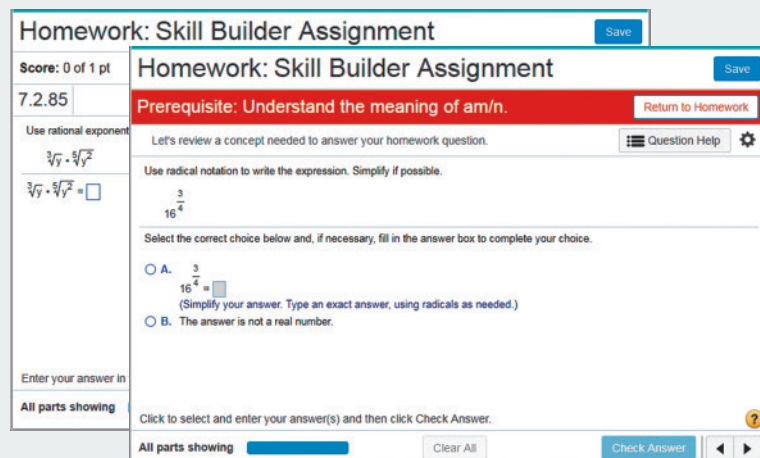 Homework: Skill Builder Assignment
Save
Score: 0 of 1 pt
7.2.85
Use rational exponent
∛y · ⁵√y²
∛y · ⁵√y² =
Enter your answer in
All parts showing
Homework: Skill Builder Assignment
Save
Prerequisite: Understand the meaning of am/n.
Return to Homework
Let's review a concept needed to answer your homework question.
Question Help
Use radical notation to write the expression. Simplify if possible.
16^(3/4)
Select the correct choice below and, if necessary, fill in the answer box to complete your choice.
A. 16^(3/4) =
(Simplify your answer. Type an exact answer, using radicals as needed.)
B. The answer is not a real number.
Click to select and enter your answer(s) and then click Check Answer.
?
All parts showing
Clear All
Check Answer